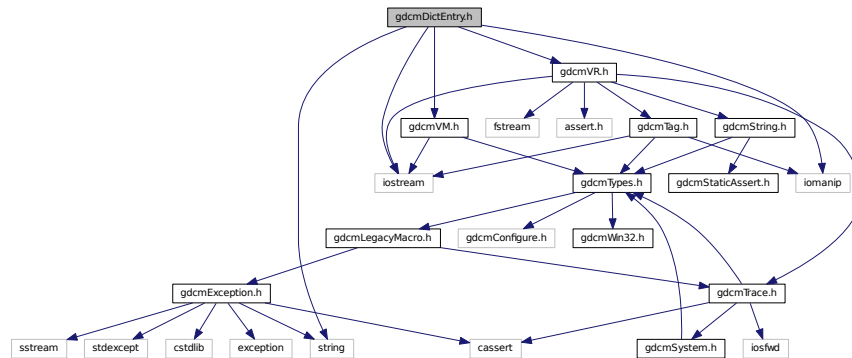 gdcmDictEntry.h
gdcmVR.h
gdcmVM.h
fstream
assert.h
gdcmTag.h
gdcmString.h
iostream
gdcmTypes.h
gdcmStaticAssert.h
iomanip
gdcmLegacyMacro.h
gdcmConfigure.h
gdcmWin32.h
gdcmException.h
gdcmTrace.h
sstream
stdexcept
cstdlib
exception
string
cassert
gdcmSystem.h
iosfwd